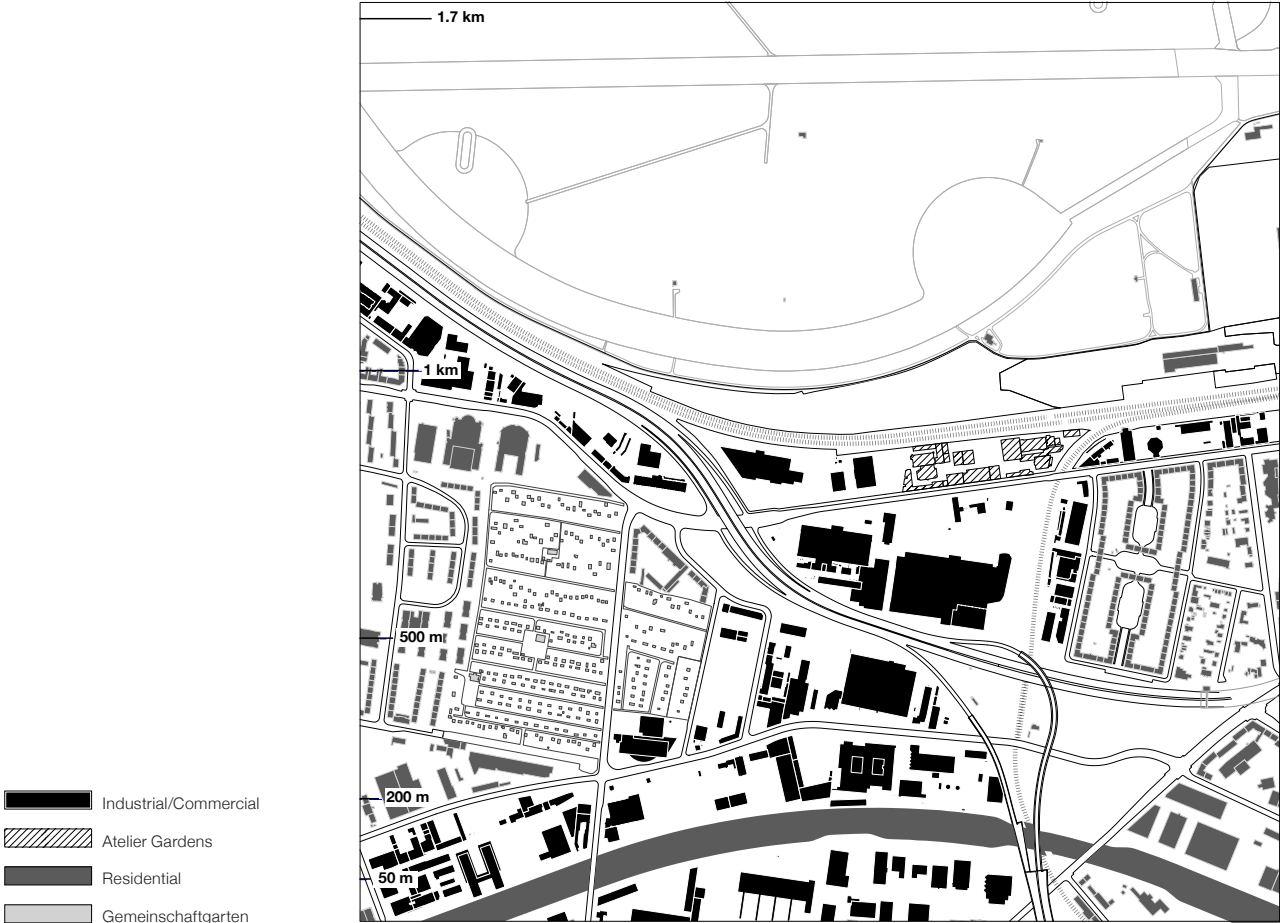 1.7 km
1 km
500 m
200 m
50 m
Industrial/Commercial
Atelier Gardens
Residential
Gemeinschaftgarten